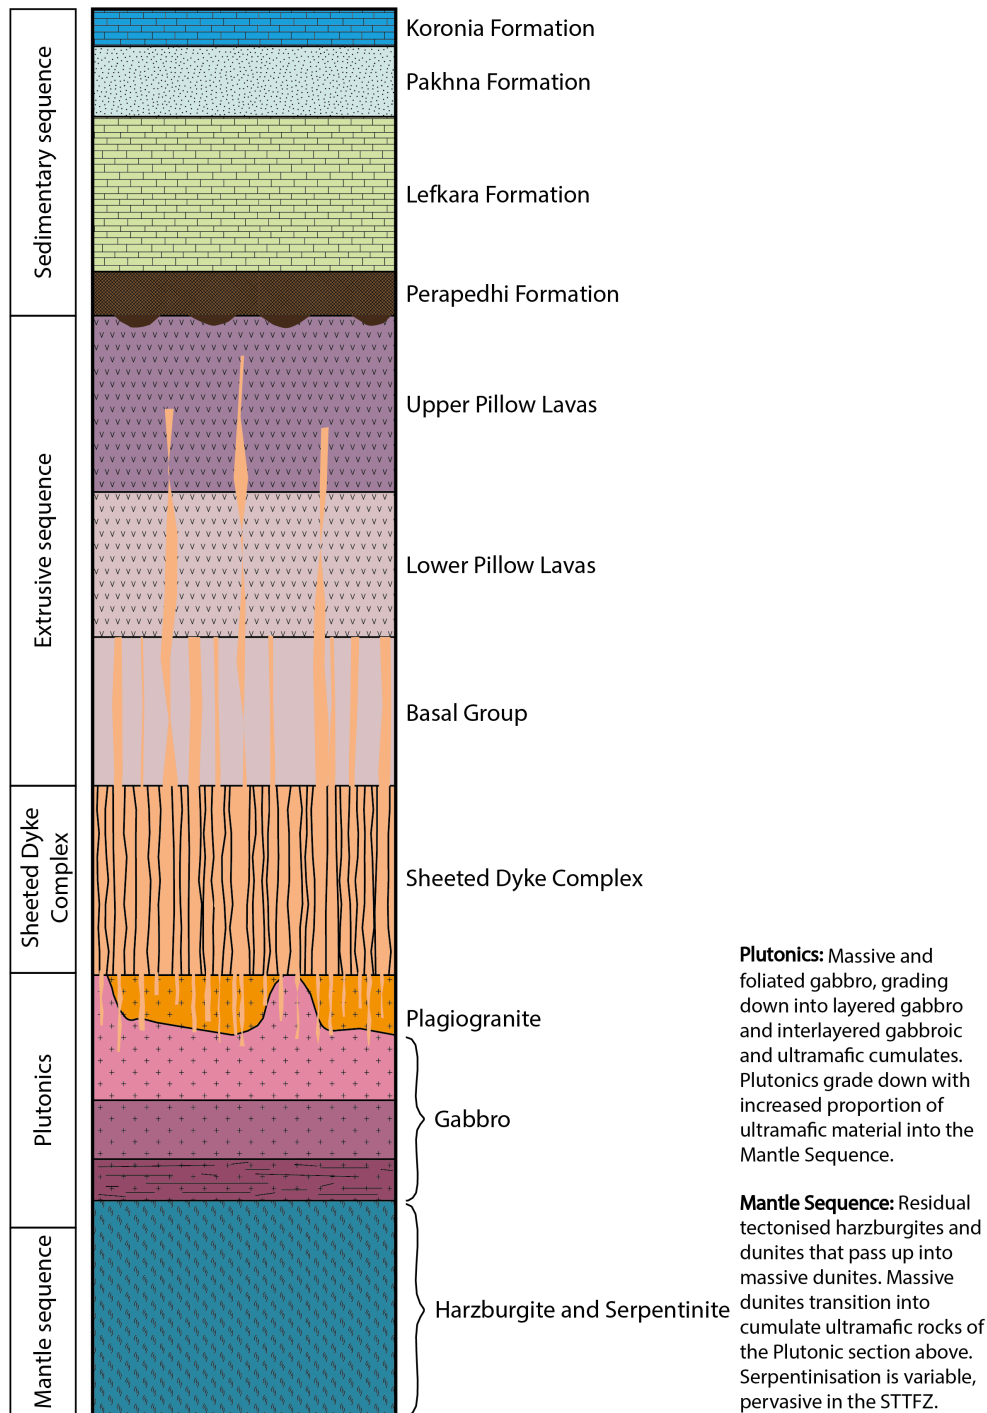 Sedimentary sequence
Extrusive sequence
Sheeted Dyke
Complex
Plutonics
Mantle sequence
Koronia Formation
Pakhna Formation
Lefkara Formation
Perapedhi Formation
Upper Pillow Lavas
Lower Pillow Lavas
Basal Group
Sheeted Dyke Complex
Plagiogranite
Gabbro
Harzburgite and Serpentinite
Plutonics: Massive and
foliated gabbro, grading
down into layered gabbro
and interlayered gabbroic
and ultramafic cumulates.
Plutonics grade down with
increased proportion of
ultramafic material into the
Mantle Sequence.
Mantle Sequence: Residual
tectonised harzburgites and
dunites that pass up into
massive dunites. Massive
dunites transition into
cumulate ultramafic rocks of
the Plutonic section above.
Serpentinisation is variable,
pervasive in the STTFZ.